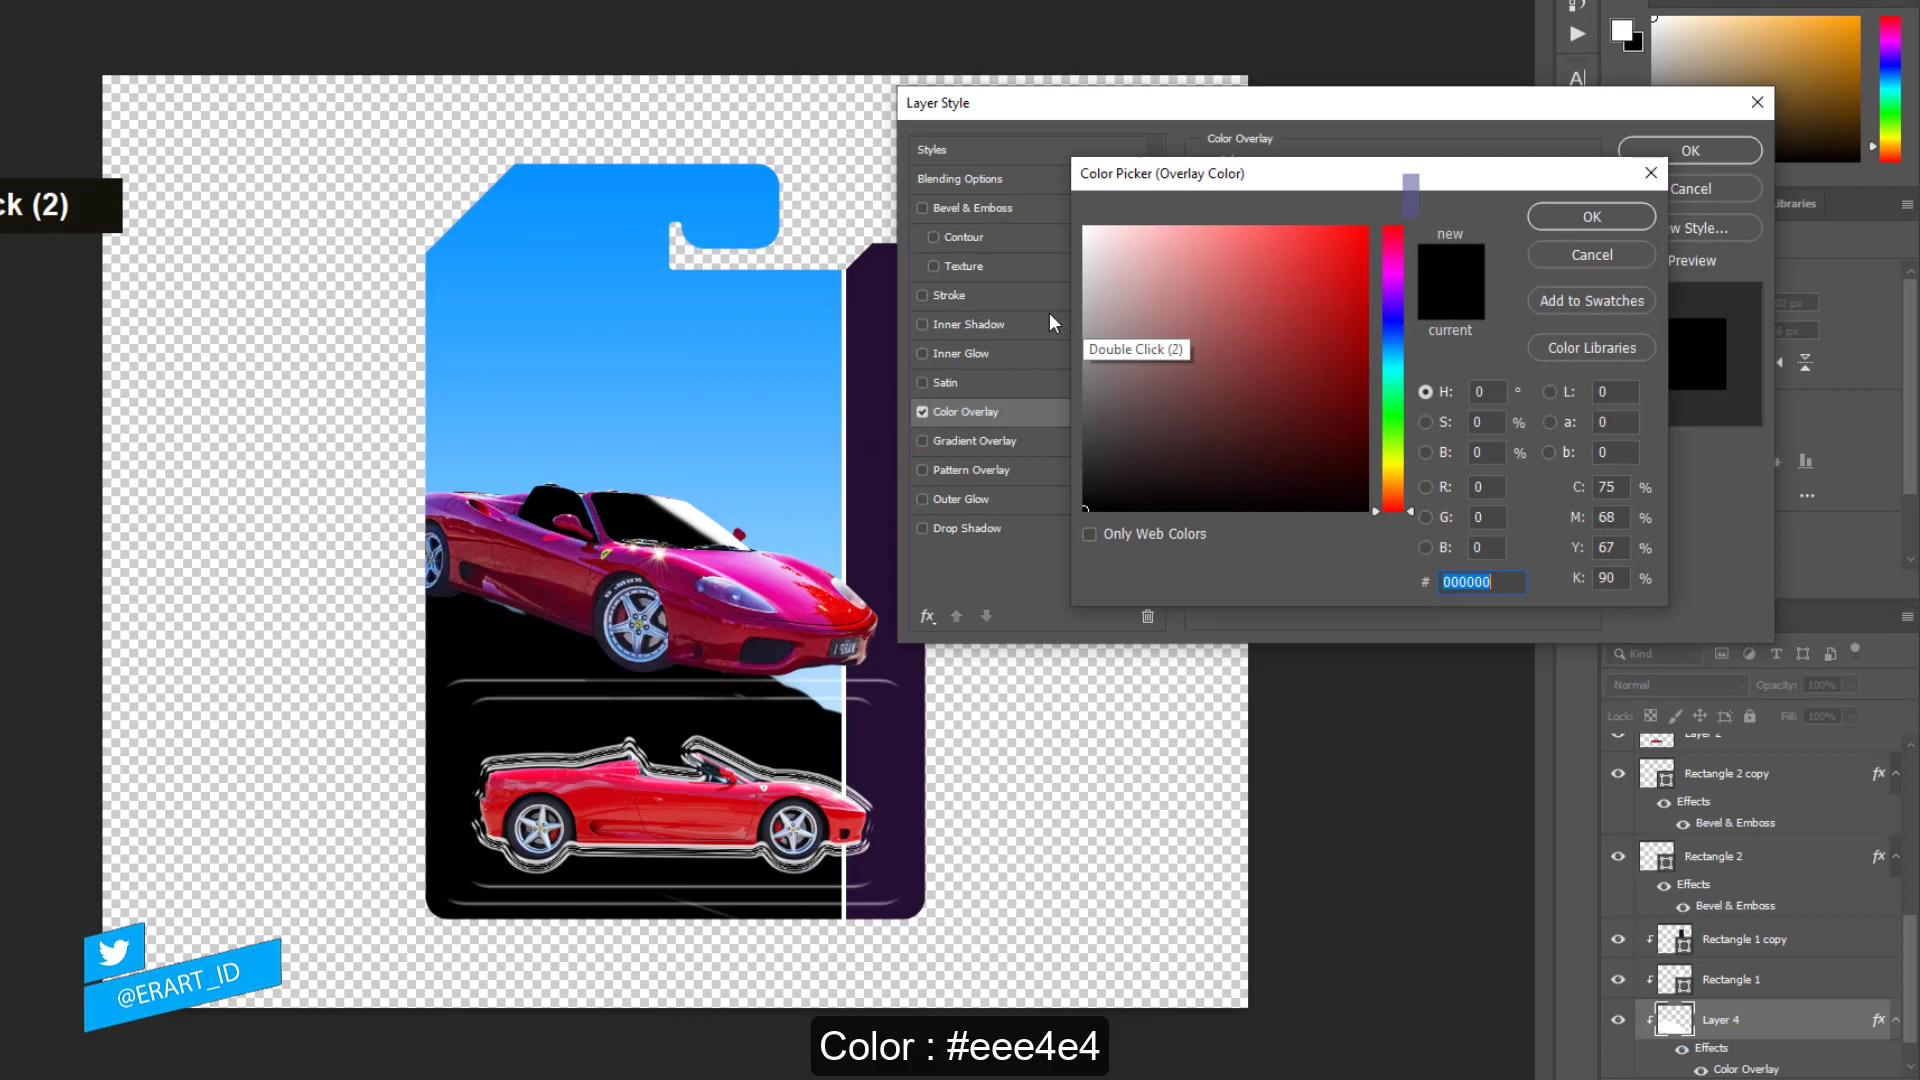 Layer Style
Styles
Blending Options
Bevel & Emboss
Contour
Texture
Stroke
Inner Shadow
Inner Glow
Satin
Color Overlay
Gradient Overlay
Pattern Overlay
Outer Glow
Drop Shadow
fx
Color Overlay
OK
Cancel
w Style...
Preview
Color Picker (Overlay Color)
new
current
OK
Cancel
Add to Swatches
Color Libraries
Double Click (2)
Only Web Colors
H: 0 °
S: 0 %
B: 0 %
R: 0
G: 0
B: 0
# 000000
L: 0
a: 0
b: 0
C: 75 %
M: 68 %
Y: 67 %
K: 90 %
ck (2)
@ERART_ID
Color : #eee4e4
A
ibraries
Kind
Normal
Opacity: 100%
Lock:
Fill: 100%
Layer 2
Rectangle 2 copy fx
Effects
Bevel & Emboss
Rectangle 2 fx
Effects
Bevel & Emboss
Rectangle 1 copy
Rectangle 1
Layer 4 fx
Effects
Color Overlay